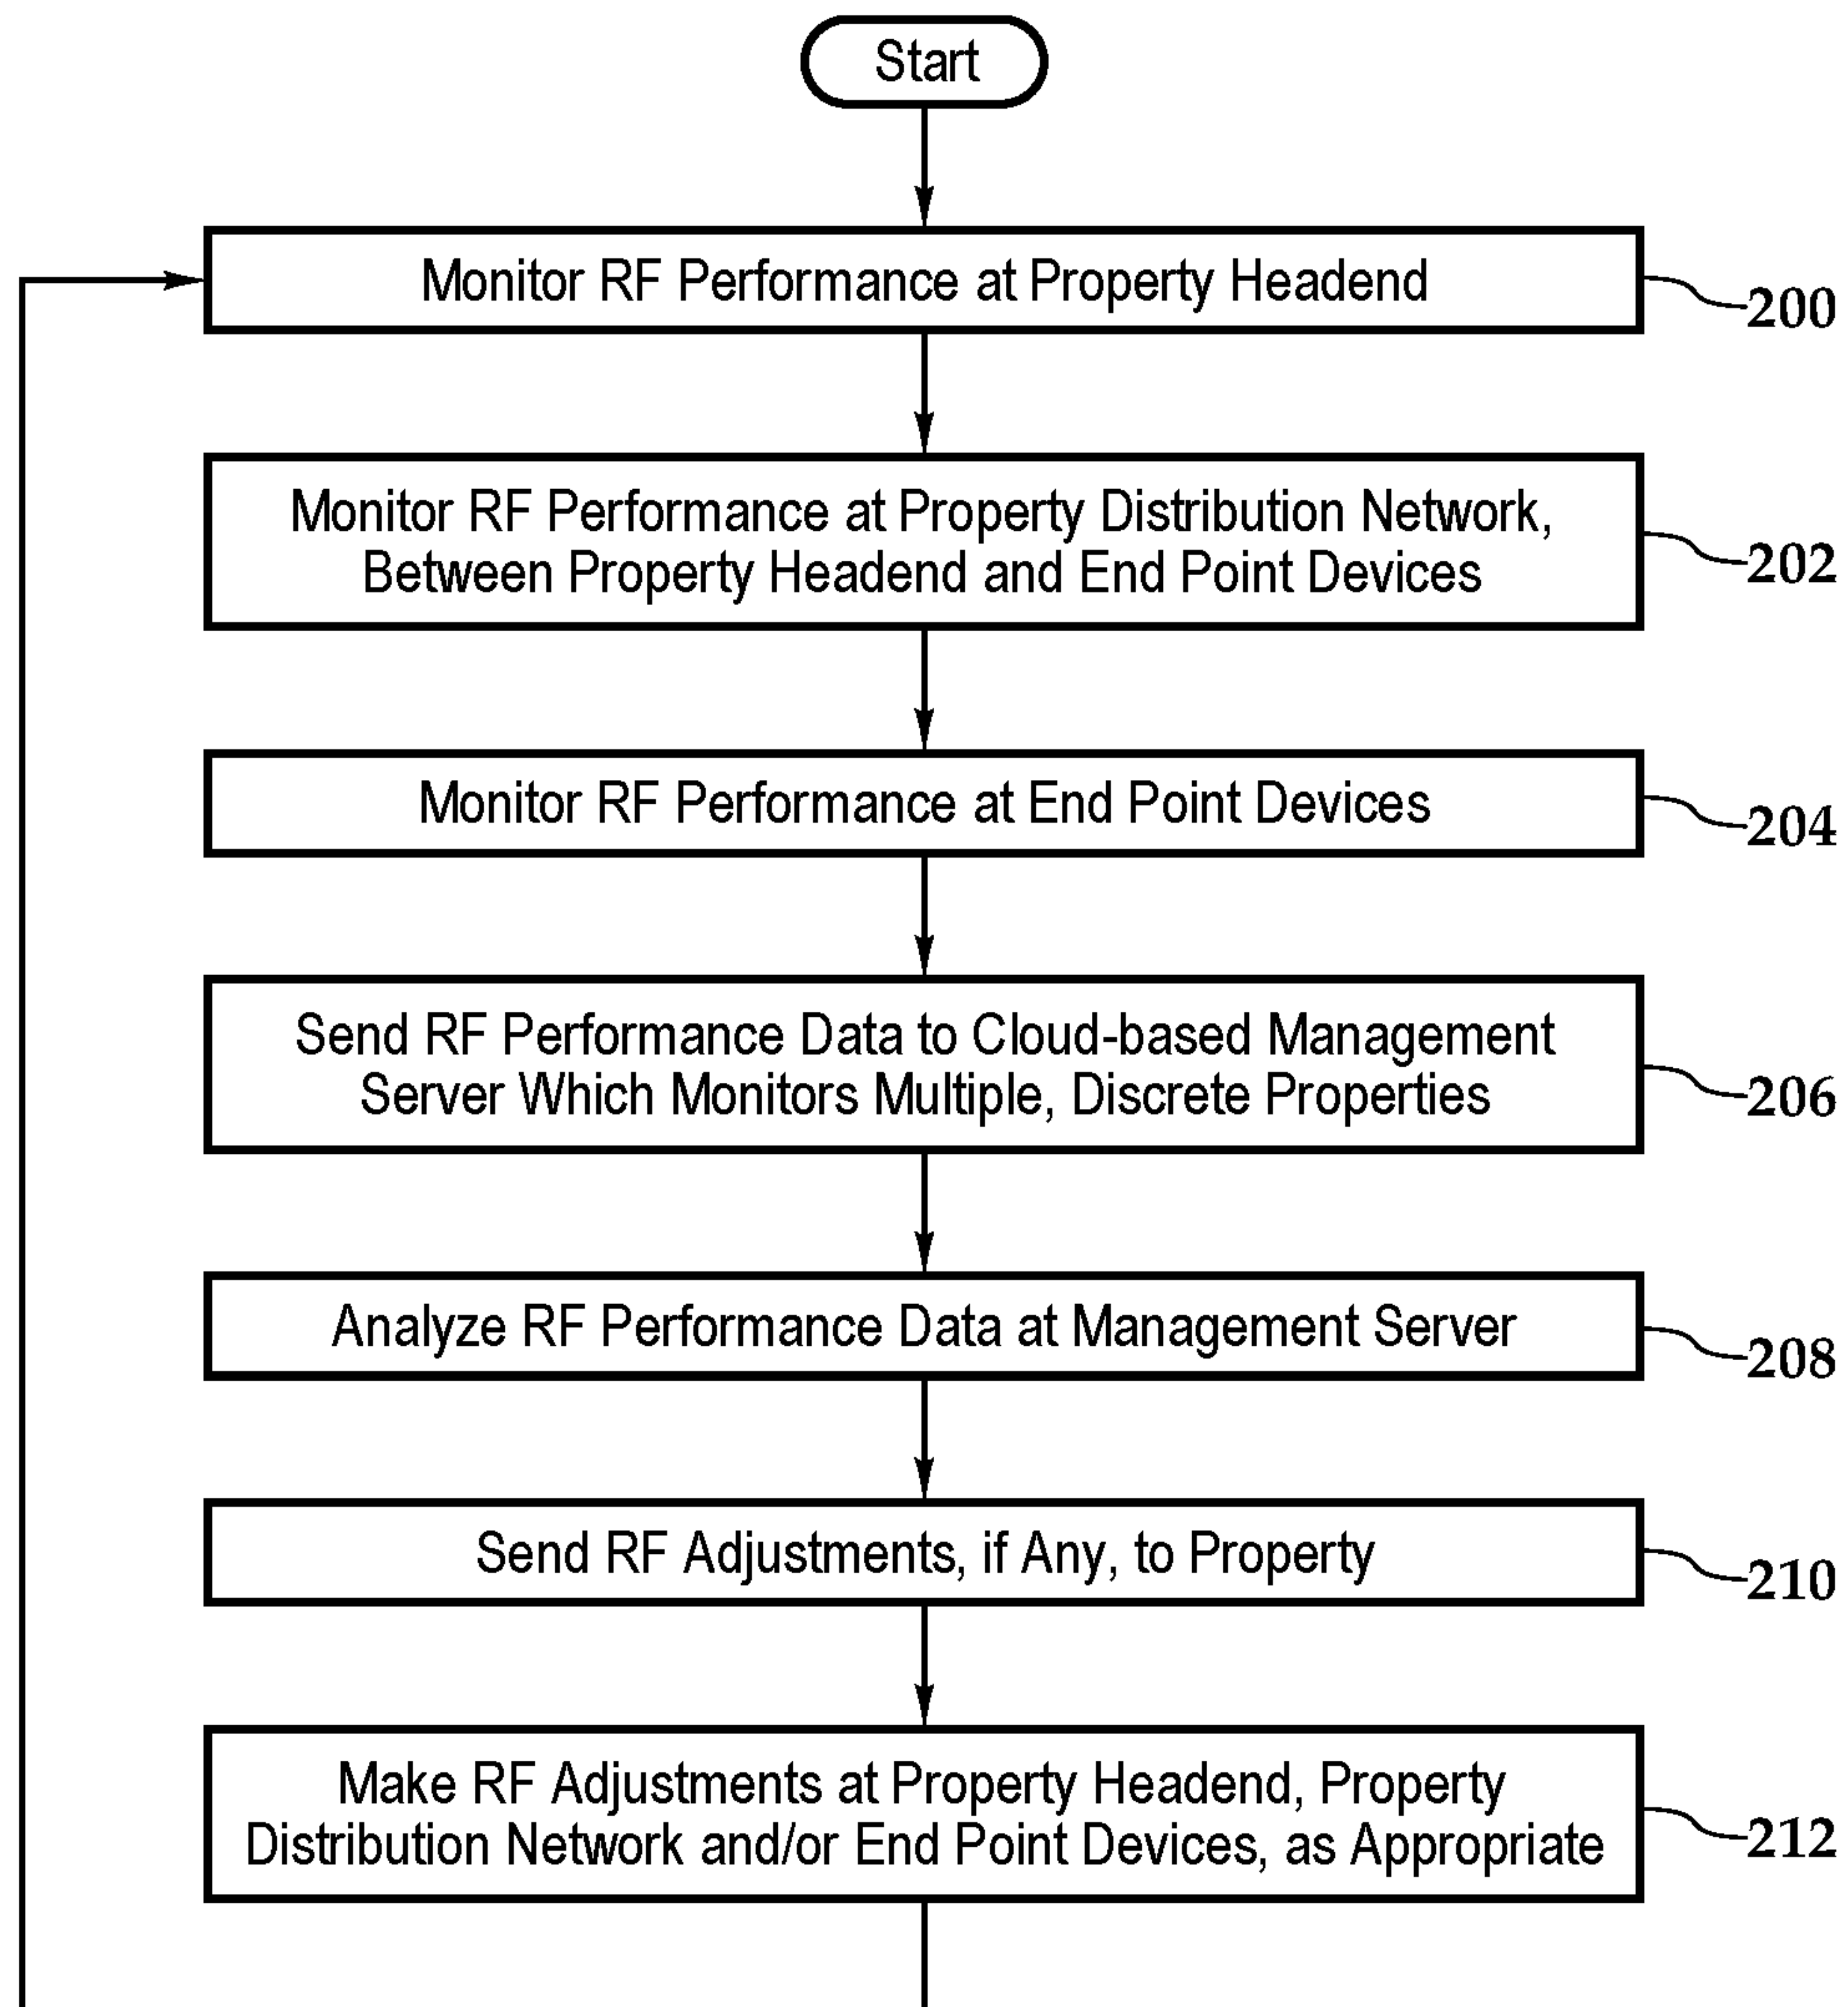 Start
Monitor RF Performance at Property Headend
200
Monitor RF Performance at Property Distribution Network,
Between Property Headend and End Point Devices
202
Monitor RF Performance at End Point Devices
204
Send RF Performance Data to Cloud-based Management
Server Which Monitors Multiple, Discrete Properties
206
Analyze RF Performance Data at Management Server
208
Send RF Adjustments, if Any, to Property
210
Make RF Adjustments at Property Headend, Property
Distribution Network and/or End Point Devices, as Appropriate
212